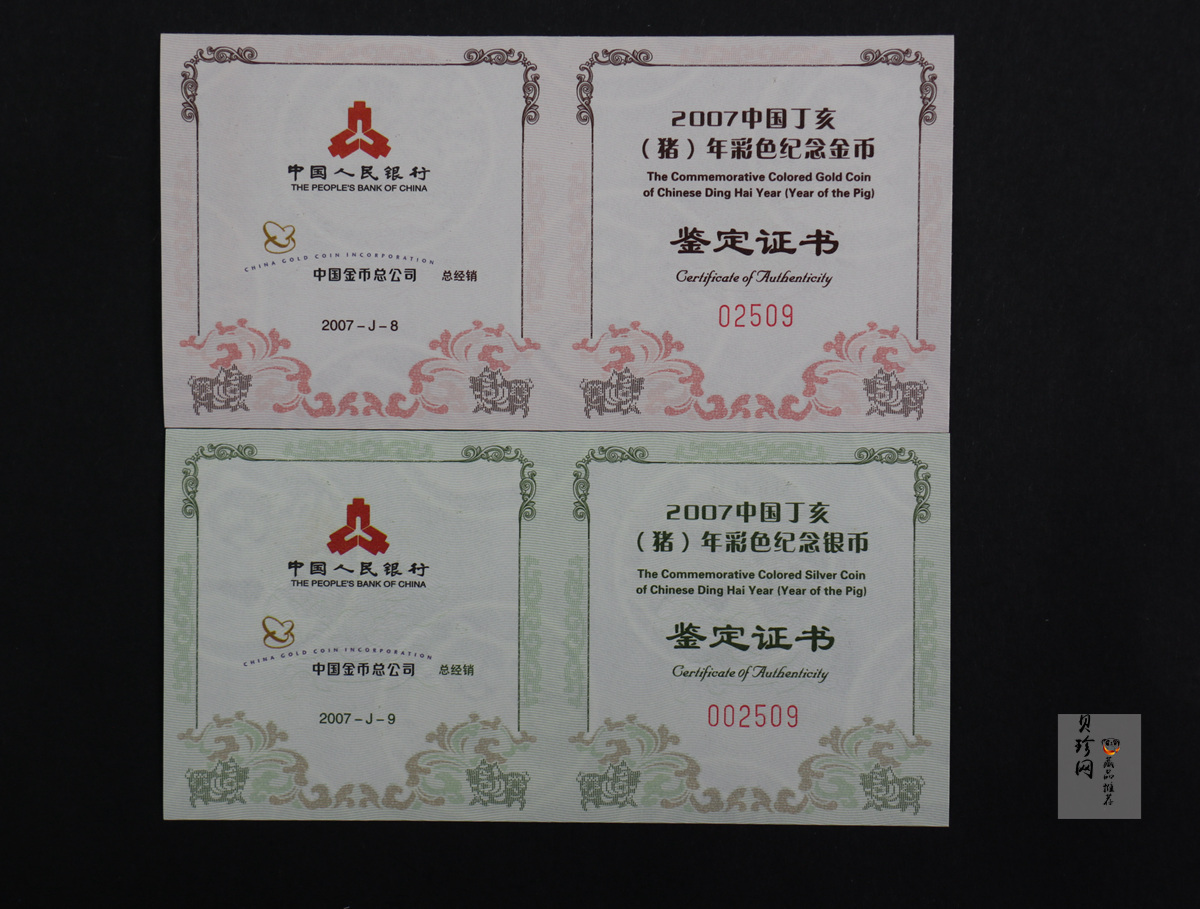 中国人民银行
THE PEOPLE'S BANK OF CHINA
CHINA GOLD COIN INCORPORATION
中国金币总公司 总经销
2007-J-8
2007中国丁亥
(猪)年彩色纪念金币
The Commemorative Colored Gold Coin
of Chinese Ding Hai Year (Year of the Pig)
鉴定证书
Certificate of Authenticity
02509
中国人民银行
THE PEOPLE'S BANK OF CHINA
CHINA GOLD COIN INCORPORATION
中国金币总公司 总经销
2007-J-9
2007中国丁亥
(猪)年彩色纪念银币
The Commemorative Colored Silver Coin
of Chinese Ding Hai Year (Year of the Pig)
鉴定证书
Certificate of Authenticity
002509
贝珍网
藏品推荐